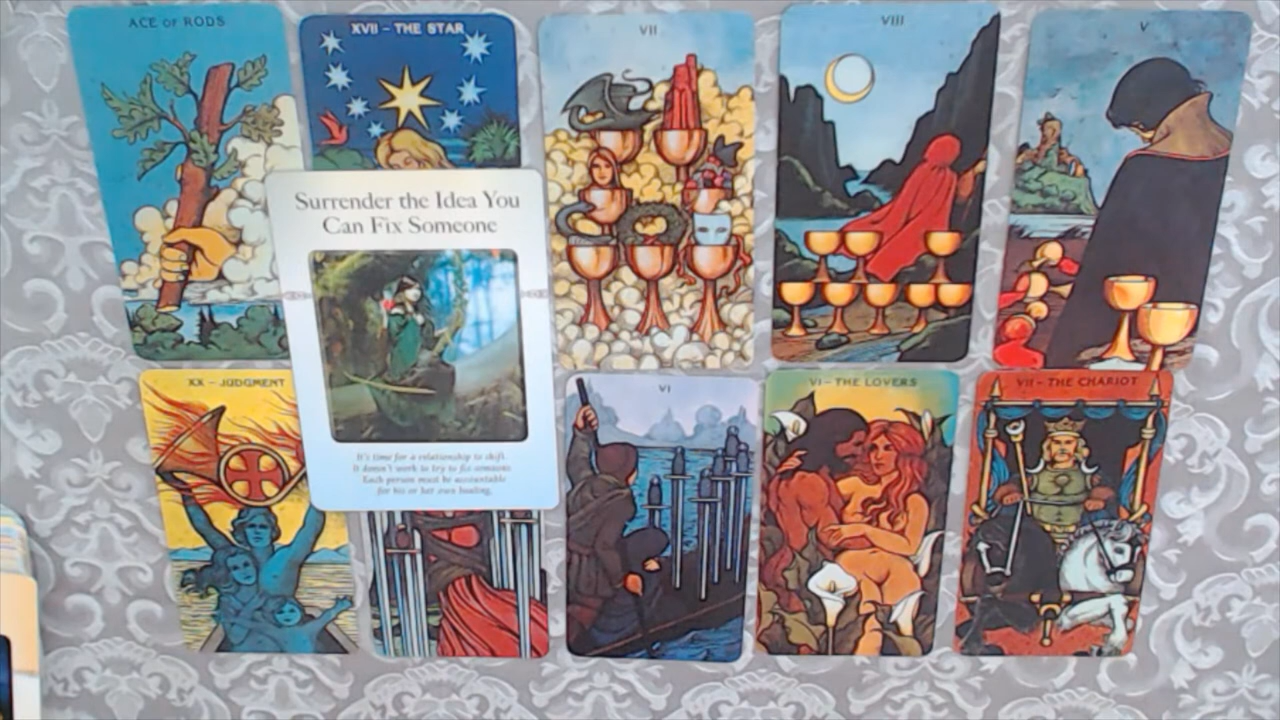 ACE OF RODS
XVII - THE STAR
VII
VIII
V
Surrender the Idea You
Can Fix Someone
XX - JUDGMENT
VI
VI - THE LOVERS
VII - THE CHARIOT
It's time for a relationship to shift.
It doesn't work to try to fix someone.
Each person must be accountable
for his or her own healing.